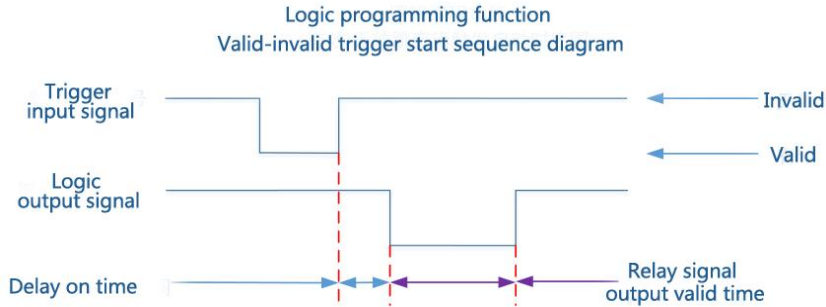 Logic programming function
Valid-invalid trigger start sequence diagram
Trigger
input signal
Invalid
Valid
Logic
output signal
Delay on time
Relay signal
output valid time